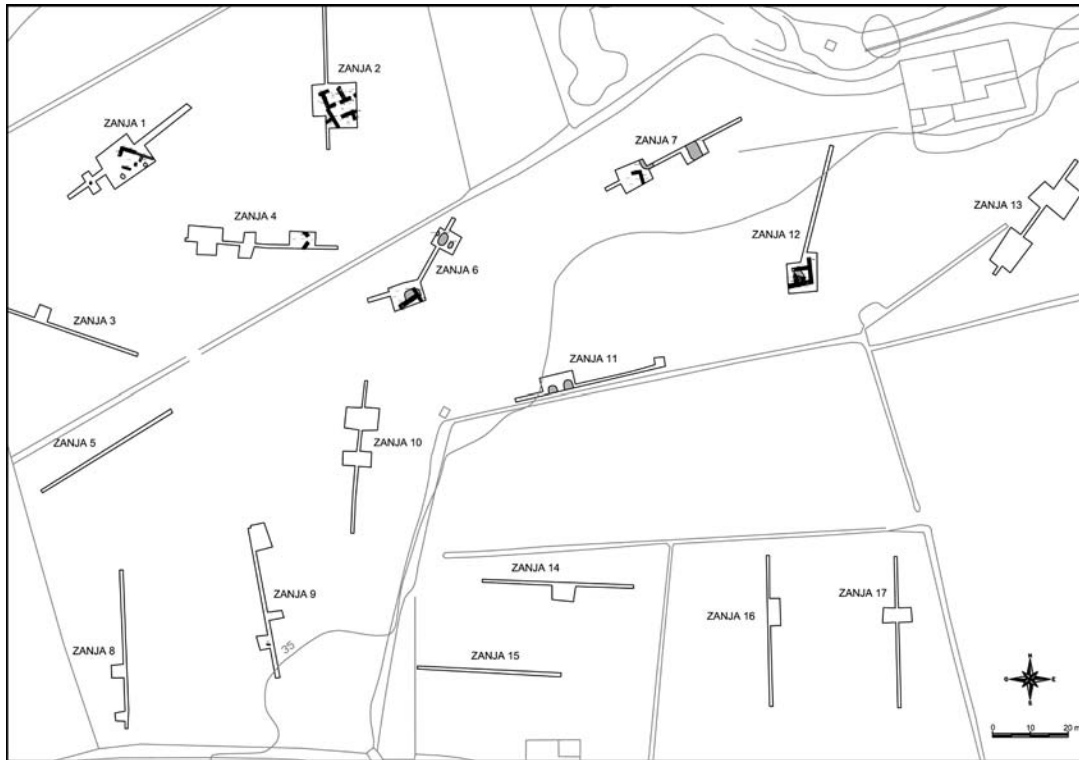 ZANJA 2
ZANJA 1
ZANJA 7
ZANJA 4
ZANJA 13
ZANJA 12
ZANJA 6
ZANJA 3
ZANJA 11
ZANJA 5
ZANJA 10
ZANJA 14
ZANJA 9
ZANJA 17
ZANJA 16
35
ZANJA 8
ZANJA 15
N
O E
S
0 10 20 m